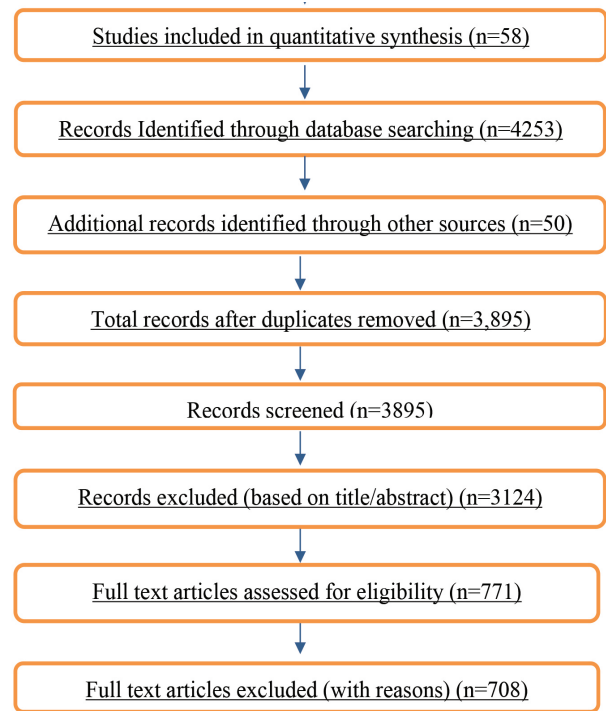 Studies included in quantitative synthesis (n=58)
Records Identified through database searching (n=4253)
Additional records identified through other sources (n=50)
Total records after duplicates removed (n=3,895)
Records screened (n=3895)
Records excluded (based on title/abstract) (n=3124)
Full text articles assessed for eligibility (n=771)
Full text articles excluded (with reasons) (n=708)